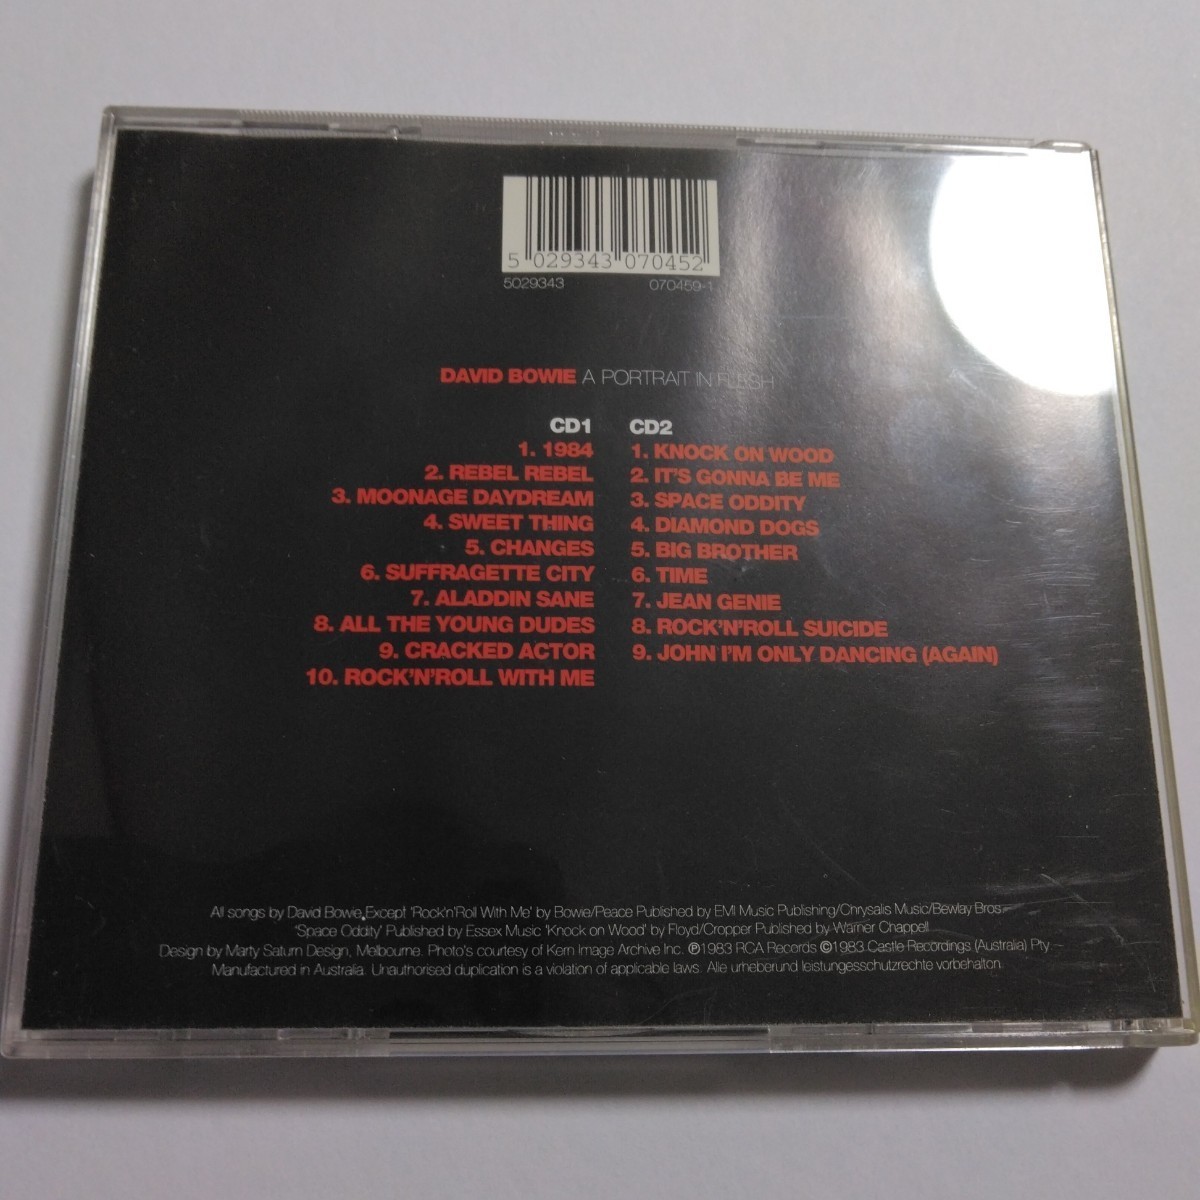 5 029343 070452
5029343 070459-1
DAVID BOWIE A PORTRAIT IN FLESH
CD1
1. 1984
2. REBEL REBEL
3. MOONAGE DAYDREAM
4. SWEET THING
5. CHANGES
6. SUFFRAGETTE CITY
7. ALADDIN SANE
8. ALL THE YOUNG DUDES
9. CRACKED ACTOR
10. ROCK'N'ROLL WITH ME
CD2
1. KNOCK ON WOOD
2. IT'S GONNA BE ME
3. SPACE ODDITY
4. DIAMOND DOGS
5. BIG BROTHER
6. TIME
7. JEAN GENIE
8. ROCK'N'ROLL SUICIDE
9. JOHN I'M ONLY DANCING (AGAIN)
All songs by David Bowie, Except 'Rock'n'Roll With Me' by Bowie/Peace Published by EMI Music Publishing/Chrysalis Music/Bewlay Bros
'Space Oddity' Published by Essex Music 'Knock on Wood' by Floyd/Cropper Published by Warner Chappell
Design by Marty Saturn Design, Melbourne. Photo's courtesy of Kern Image Archive Inc. ℗1983 RCA Records ©1983 Castle Recordings (Australia) Pty.
Manufactured in Australia. Unauthorised duplication is a violation of applicable laws. Alle urheberund leistungesschutzrechte vorbehalton.